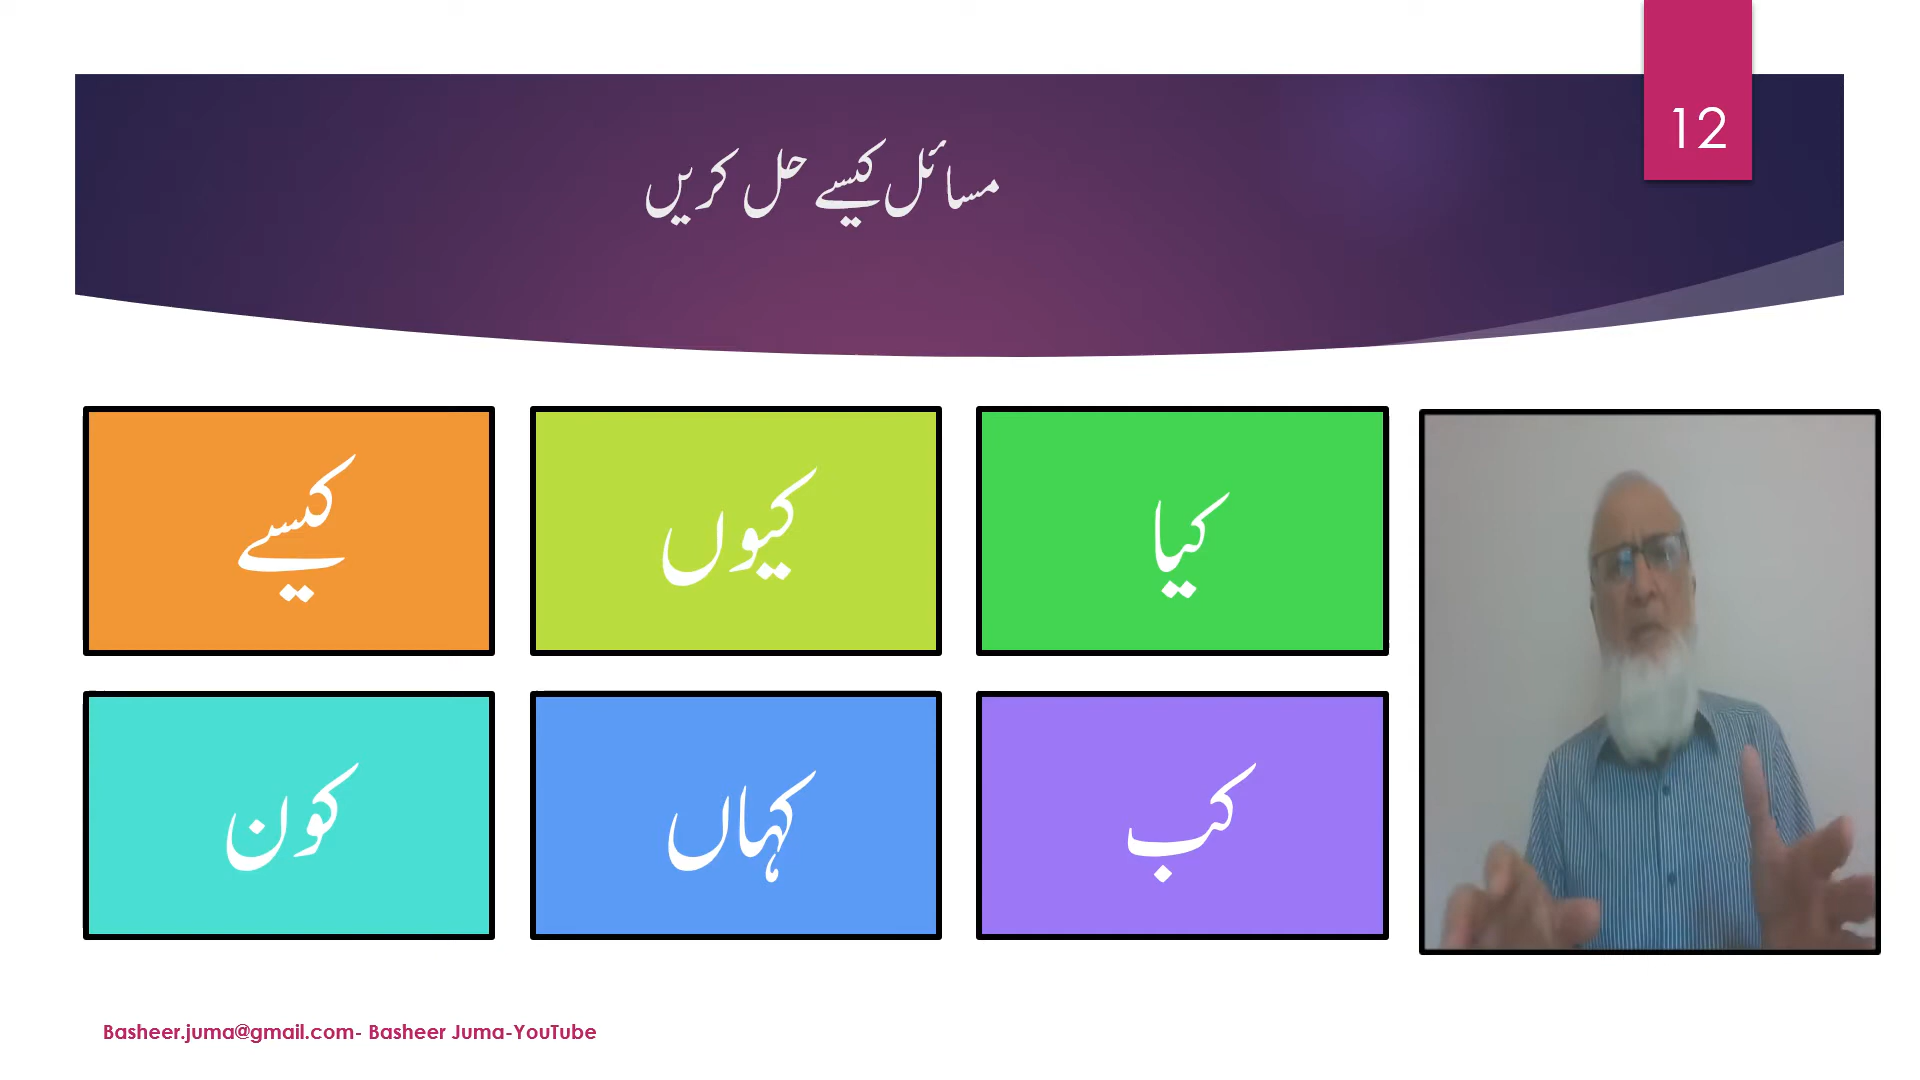 12
مسائل کیسے حل کریں
کیا
کیوں
کیسے
کب
کہاں
کون
Basheer.juma@gmail.com- Basheer Juma-YouTube